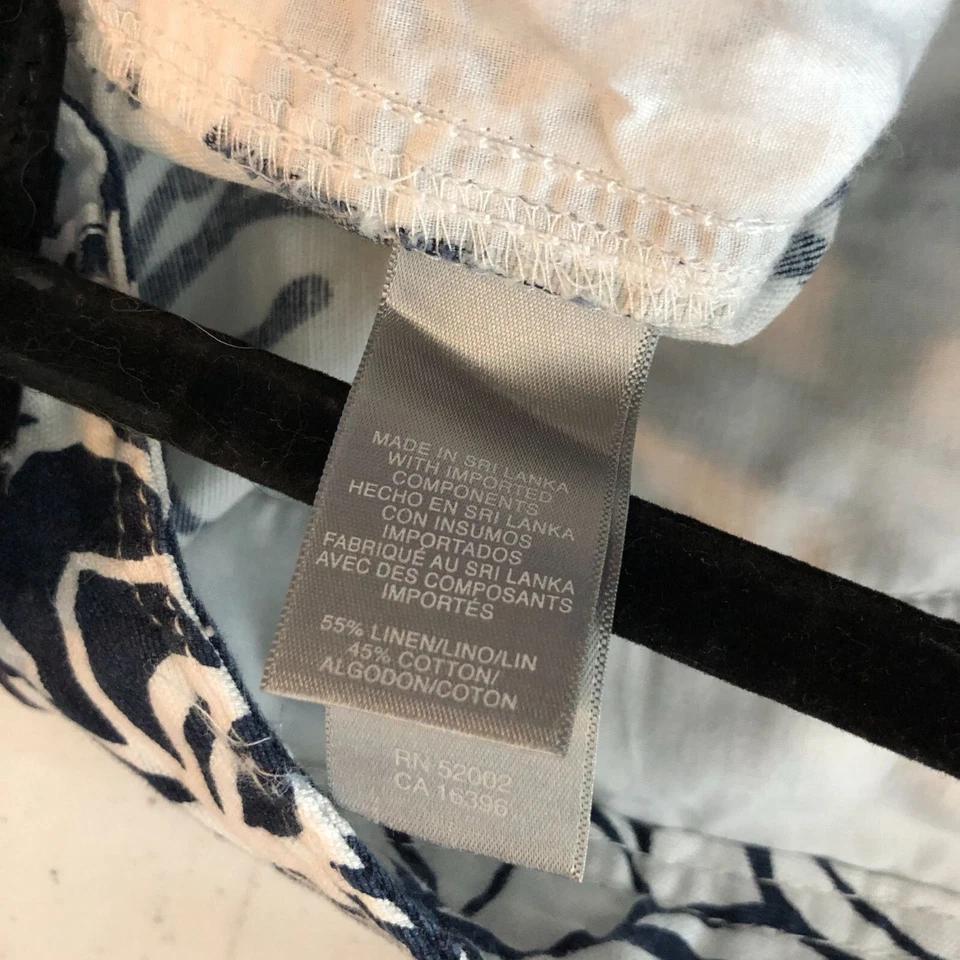 MADE IN SRI LANKA
WITH IMPORTED
COMPONENTS
HECHO EN SRI LANKA
CON INSUMOS
IMPORTADOS
FABRIQUÉ AU SRI LANKA
AVEC DES COMPOSANTS
IMPORTÉS
55% LINEN/LINO/LIN
45% COTTON/
ALGODON/COTON
RN 52002
CA 16396